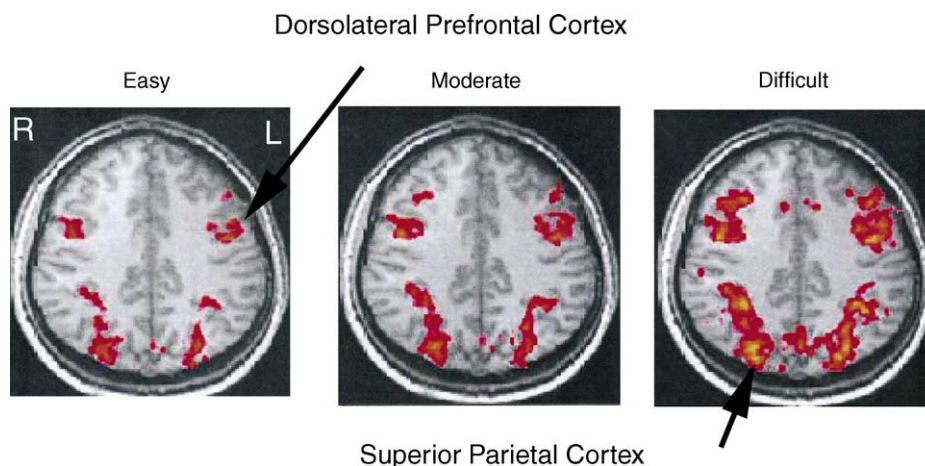 Dorsolateral Prefrontal Cortex
Easy
Moderate
Difficult
R
L
Superior Parietal Cortex